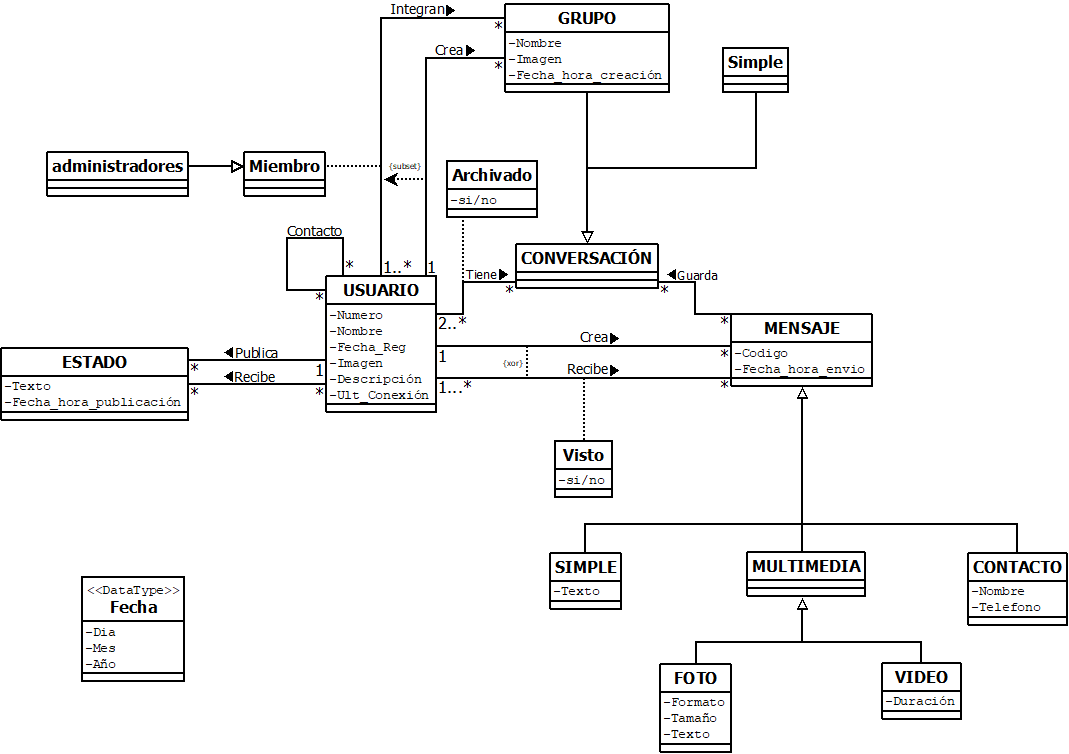 Integran
*
GRUPO
-Nombre
-Imagen
-Fecha_hora_creación
Crea
*
Simple
administradores
Miembro
{subset}
Archivado
-si/no
Contacto
*
*
1..*
1
USUARIO
-Numero
-Nombre
-Fecha_Reg
-Imagen
-Descripción
-Ult_Conexión
Tiene
*
2..*
CONVERSACIÓN
Guarda
*
*
MENSAJE
-Codigo
-Fecha_hora_envio
Crea
1
*
{xor}
Recibe
1...*
*
ESTADO
-Texto
-Fecha_hora_publicación
Publica
*
1
Recibe
*
*
Visto
-si/no
SIMPLE
-Texto
MULTIMEDIA
CONTACTO
-Nombre
-Telefono
<<DataType>>
Fecha
-Dia
-Mes
-Año
FOTO
-Formato
-Tamaño
-Texto
VIDEO
-Duración